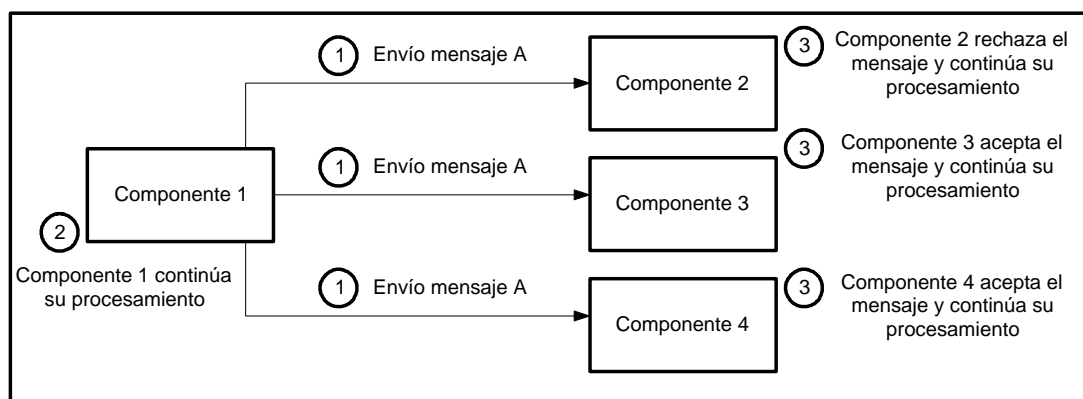 1
Envío mensaje A
Componente 2
3
Componente 2 rechaza el
mensaje y continúa su
procesamiento
Componente 1
2
Componente 1 continúa
su procesamiento
1
Envío mensaje A
Componente 3
3
Componente 3 acepta el
mensaje y continúa su
procesamiento
1
Envío mensaje A
Componente 4
3
Componente 4 acepta el
mensaje y continúa su
procesamiento